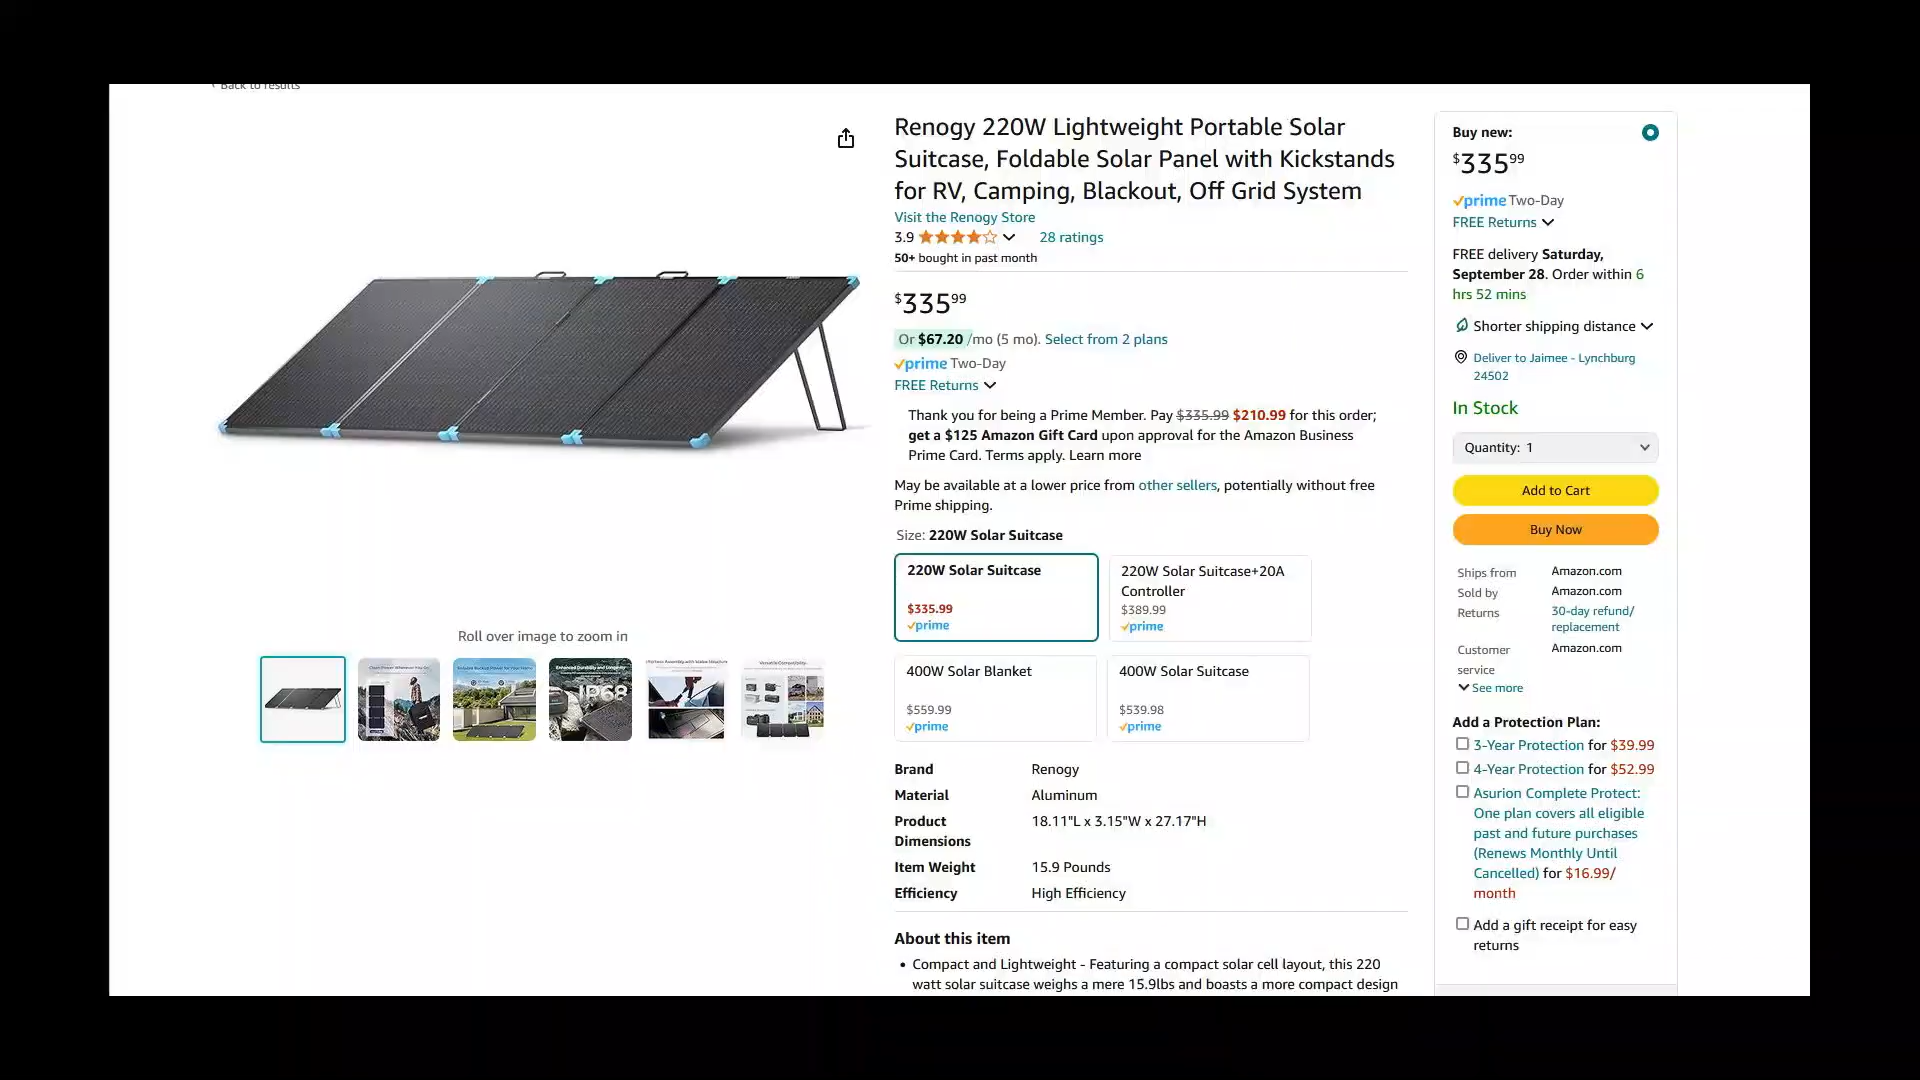 Back to results
Renogy 220W Lightweight Portable Solar
Suitcase, Foldable Solar Panel with Kickstands
for RV, Camping, Blackout, Off Grid System
Visit the Renogy Store
3.9 28 ratings
50+ bought in past month
$335 99
Or $67.20 /mo (5 mo). Select from 2 plans
prime Two-Day
FREE Returns
Thank you for being a Prime Member. Pay $335.99 $210.99 for this order;
get a $125 Amazon Gift Card upon approval for the Amazon Business
Prime Card. Terms apply. Learn more
May be available at a lower price from other sellers, potentially without free
Prime shipping.
Size: 220W Solar Suitcase
220W Solar Suitcase
$335.99
prime
220W Solar Suitcase+20A
Controller
$389.99
prime
400W Solar Blanket
$559.99
prime
400W Solar Suitcase
$539.98
prime
Brand Renogy
Material Aluminum
Product
Dimensions
18.11"L x 3.15"W x 27.17"H
Item Weight 15.9 Pounds
Efficiency High Efficiency
About this item
• Compact and Lightweight - Featuring a compact solar cell layout, this 220
watt solar suitcase weighs a mere 15.9lbs and boasts a more compact design
Roll over image to zoom in
Enhanced Durability and Longevity
IP68
Versatile Compatibility
Buy new:
$335 99
prime Two-Day
FREE Returns
FREE delivery Saturday,
September 28. Order within 6
hrs 52 mins
Shorter shipping distance
Deliver to Jaimee - Lynchburg
24502
In Stock
Quantity: 1
Add to Cart
Buy Now
Ships from Amazon.com
Sold by Amazon.com
Returns 30-day refund/
replacement
Customer
service
Amazon.com
See more
Add a Protection Plan:
3-Year Protection for $39.99
4-Year Protection for $52.99
Asurion Complete Protect:
One plan covers all eligible
past and future purchases
(Renews Monthly Until
Cancelled) for $16.99/
month
Add a gift receipt for easy
returns